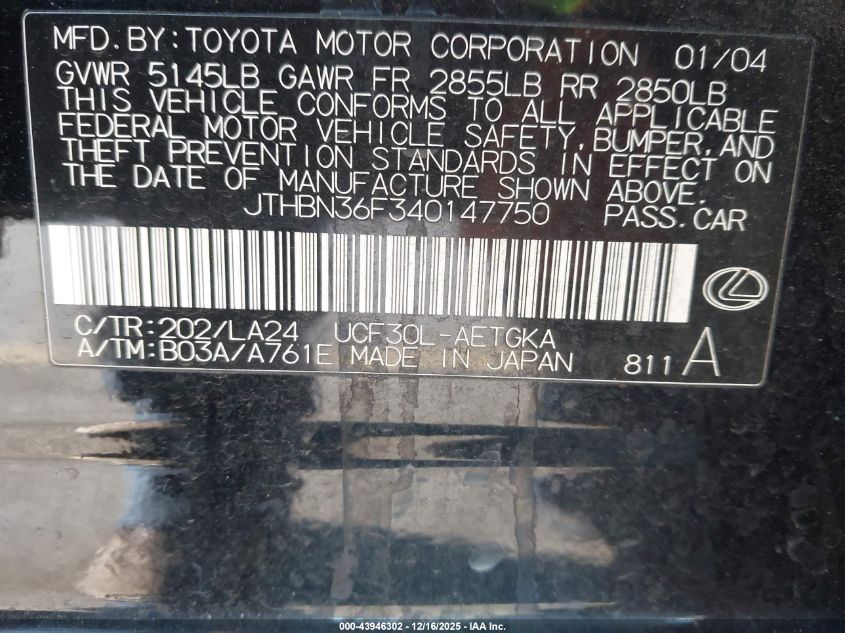 MFD. BY: TOYOTA MOTOR CORPORATION 01/04
GVWR 5145LB GAWR FR 2855LB RR 2850LB
THIS VEHICLE CONFORMS TO ALL APPLICABLE
FEDERAL MOTOR VEHICLE SAFETY, BUMPER, AND
THEFT PREVENTION STANDARDS IN EFFECT ON
THE DATE OF MANUFACTURE SHOWN ABOVE.
JTHBN36F340147750 PASS. CAR
C/TR: 202/LA24 UCF30L-AETGKA
A/TM: B03A/A761E MADE IN JAPAN 811 A
000-43946302 - 12/16/2025 - IAA Inc.